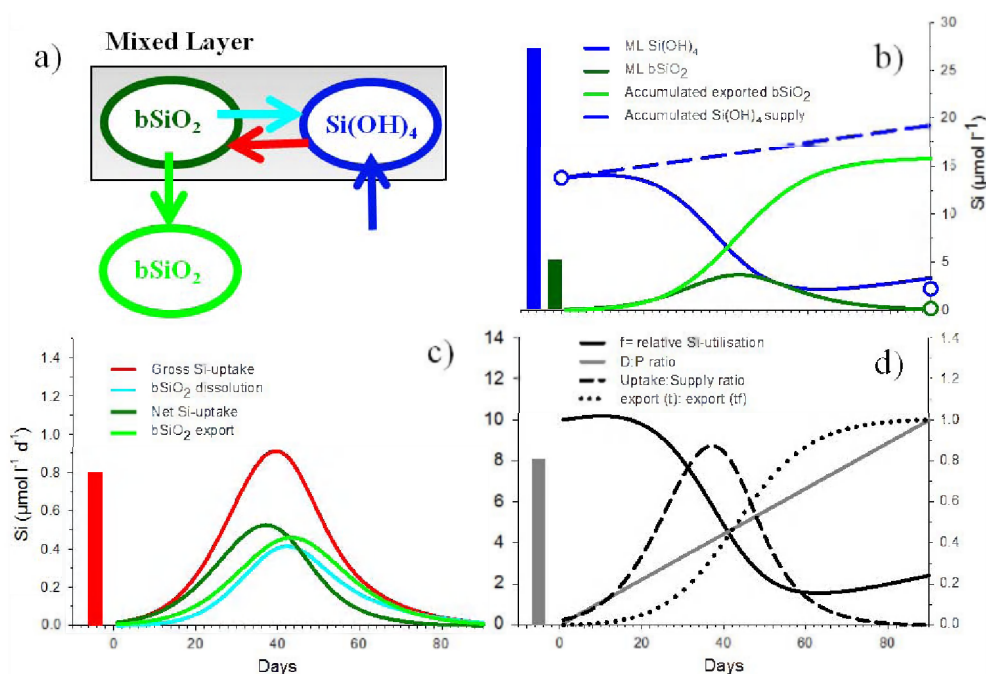 a)
Mixed Layer
bSiO2
Si(OH)4
bSiO2
b)
ML Si(OH)4
ML bSiO2
Accumulated exported bSiO2
Accumulated Si(OH)4 supply
30
25
20
15
10
5
0
Si (µmol l-1)
c)
Gross Si-uptake
bSiO2 dissolution
Net Si-uptake
bSiO2 export
1.4
1.2
1.0
0.8
0.6
0.4
0.2
0.0
Si (µmol l-1 d-1)
0 20 40 60 80
Days
d)
f= relative Si-utilisation
D:P ratio
Uptake:Supply ratio
export (t): export (tf)
14
12
10
8
6
4
2
0
1.4
1.2
1.0
0.8
0.6
0.4
0.2
0.0
0 20 40 60 80
Days